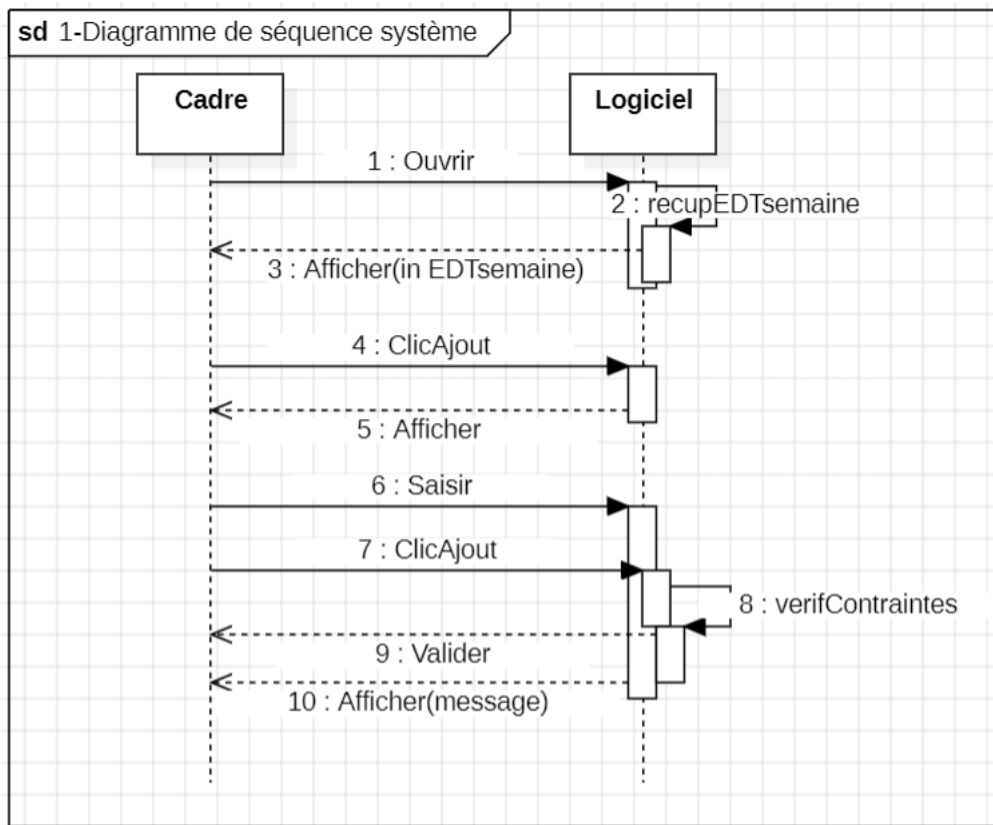 sd 1-Diagramme de séquence système
Cadre
Logiciel
1 : Ouvrir
2 : recupEDTsemaine
3 : Afficher(in EDTsemaine)
4 : ClicAjout
5 : Afficher
6 : Saisir
7 : ClicAjout
8 : verifContraintes
9 : Valider
10 : Afficher(message)